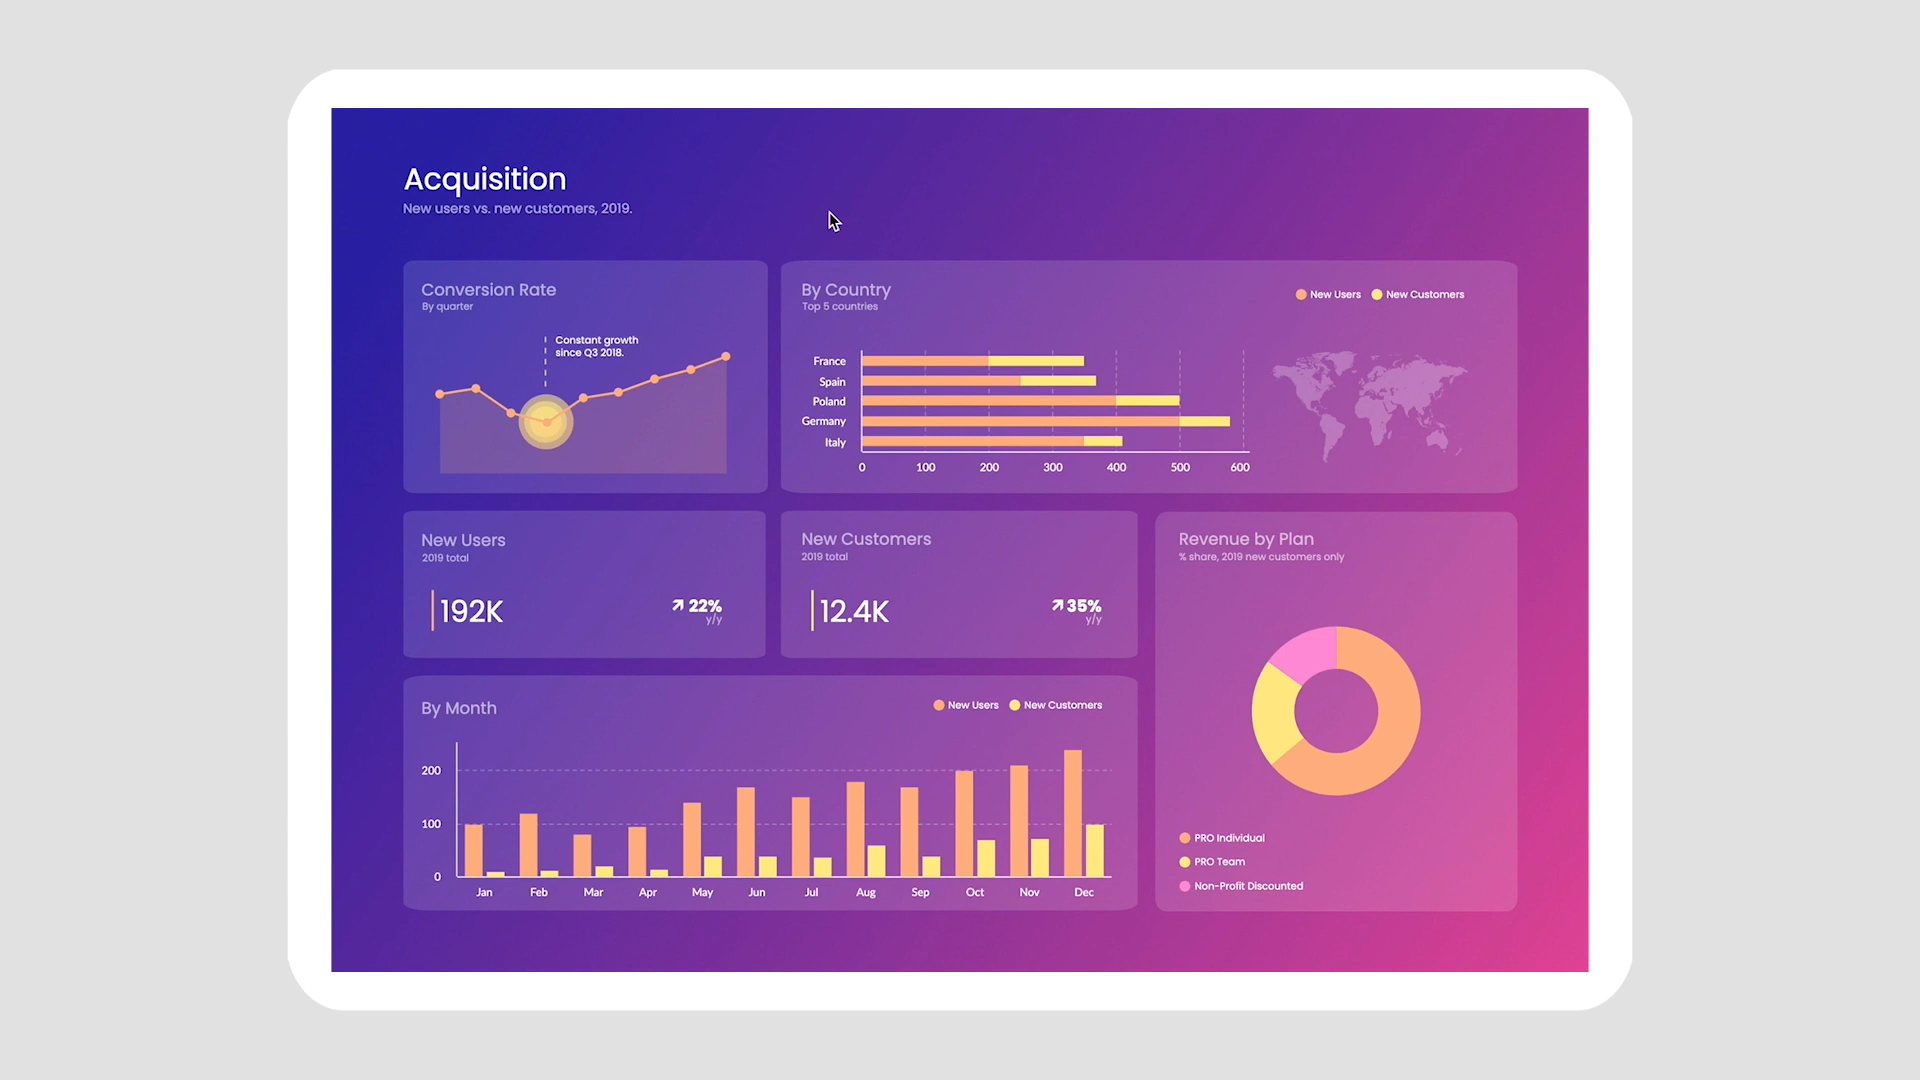 Acquisition
New users vs. new customers, 2019.
Conversion Rate
By quarter
Constant growth
since Q3 2018.
By Country
Top 5 countries
New Users
New Customers
France
Spain
Poland
Germany
Italy
0 100 200 300 400 500 600
New Users
2019 total
192K
22%
y/y
New Customers
2019 total
12.4K
35%
y/y
Revenue by Plan
% share, 2019 new customers only
PRO Individual
PRO Team
Non-Profit Discounted
By Month
New Users
New Customers
200
100
0
Jan Feb Mar Apr May Jun Jul Aug Sep Oct Nov Dec